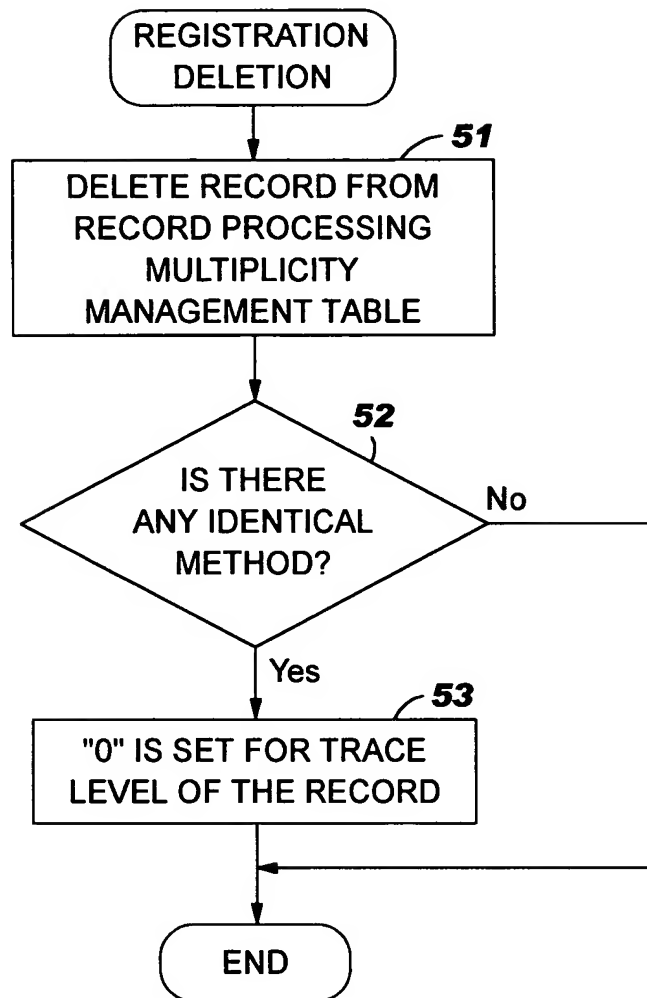 REGISTRATION
DELETION
51
DELETE RECORD FROM
RECORD PROCESSING
MULTIPLICITY
MANAGEMENT TABLE
52
IS THERE
ANY IDENTICAL
METHOD?
No
Yes
53
"0" IS SET FOR TRACE
LEVEL OF THE RECORD
END